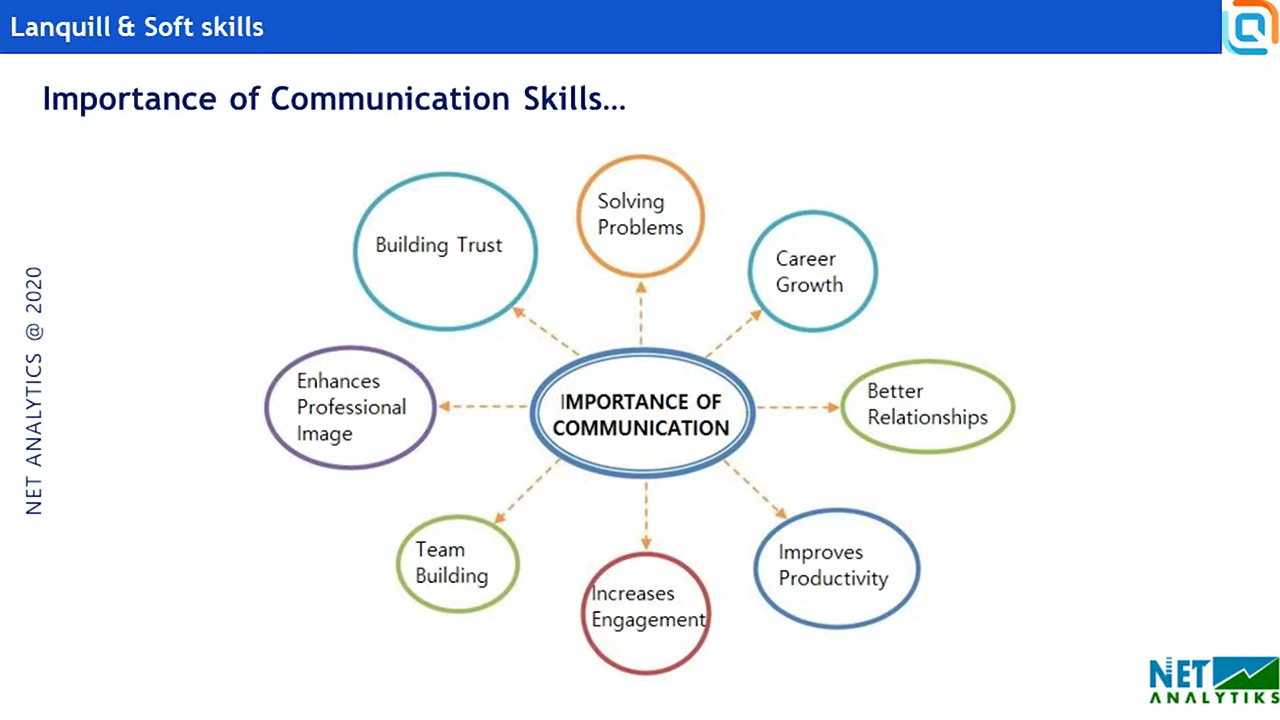 Lanquill & Soft skills
Importance of Communication Skills...
Solving
Problems
Building Trust
Career
Growth
Enhances
Professional
Image
IMPORTANCE OF
COMMUNICATION
Better
Relationships
Team
Building
Increases
Engagement
Improves
Productivity
NET ANALYTICS @ 2020
NET
ANALYTIKS